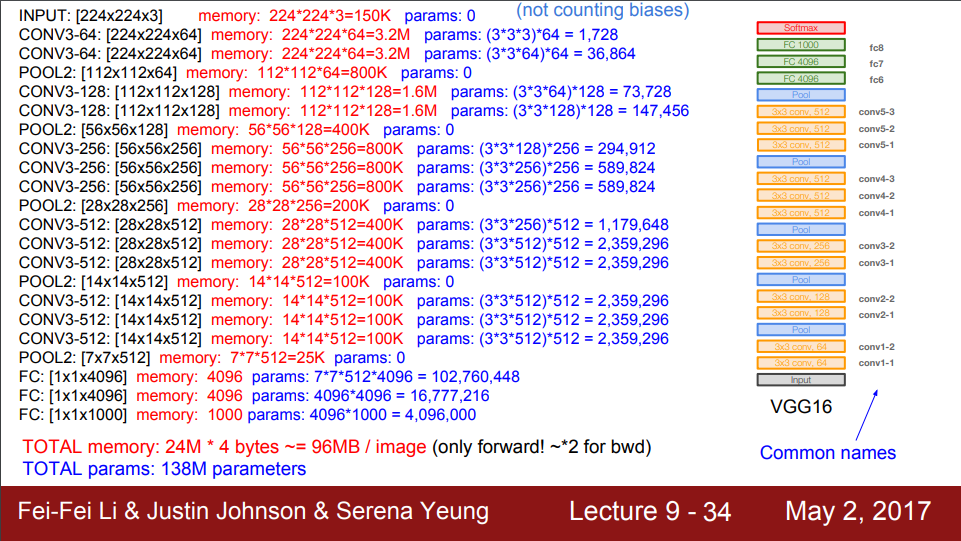 (not counting biases)
INPUT: [224x224x3] memory: 224*224*3=150K params: 0
CONV3-64: [224x224x64] memory: 224*224*64=3.2M params: (3*3*3)*64 = 1,728
CONV3-64: [224x224x64] memory: 224*224*64=3.2M params: (3*3*64)*64 = 36,864
POOL2: [112x112x64] memory: 112*112*64=800K params: 0
CONV3-128: [112x112x128] memory: 112*112*128=1.6M params: (3*3*64)*128 = 73,728
CONV3-128: [112x112x128] memory: 112*112*128=1.6M params: (3*3*128)*128 = 147,456
POOL2: [56x56x128] memory: 56*56*128=400K params: 0
CONV3-256: [56x56x256] memory: 56*56*256=800K params: (3*3*128)*256 = 294,912
CONV3-256: [56x56x256] memory: 56*56*256=800K params: (3*3*256)*256 = 589,824
CONV3-256: [56x56x256] memory: 56*56*256=800K params: (3*3*256)*256 = 589,824
POOL2: [28x28x256] memory: 28*28*256=200K params: 0
CONV3-512: [28x28x512] memory: 28*28*512=400K params: (3*3*256)*512 = 1,179,648
CONV3-512: [28x28x512] memory: 28*28*512=400K params: (3*3*512)*512 = 2,359,296
CONV3-512: [28x28x512] memory: 28*28*512=400K params: (3*3*512)*512 = 2,359,296
POOL2: [14x14x512] memory: 14*14*512=100K params: 0
CONV3-512: [14x14x512] memory: 14*14*512=100K params: (3*3*512)*512 = 2,359,296
CONV3-512: [14x14x512] memory: 14*14*512=100K params: (3*3*512)*512 = 2,359,296
CONV3-512: [14x14x512] memory: 14*14*512=100K params: (3*3*512)*512 = 2,359,296
POOL2: [7x7x512] memory: 7*7*512=25K params: 0
FC: [1x1x4096] memory: 4096 params: 7*7*512*4096 = 102,760,448
FC: [1x1x4096] memory: 4096 params: 4096*4096 = 16,777,216
FC: [1x1x1000] memory: 1000 params: 4096*1000 = 4,096,000
TOTAL memory: 24M * 4 bytes ~= 96MB / image (only forward! ~*2 for bwd)
TOTAL params: 138M parameters
Softmax
FC 1000 fc8
FC 4096 fc7
FC 4096 fc6
Pool
3x3 conv, 512 conv5-3
3x3 conv, 512 conv5-2
3x3 conv, 512 conv5-1
Pool
3x3 conv, 512 conv4-3
3x3 conv, 512 conv4-2
3x3 conv, 512 conv4-1
Pool
3x3 conv, 256 conv3-2
3x3 conv, 256 conv3-1
Pool
3x3 conv, 128 conv2-2
3x3 conv, 128 conv2-1
Pool
3x3 conv, 64 conv1-2
3x3 conv, 64 conv1-1
Input
VGG16
Common names
Fei-Fei Li & Justin Johnson & Serena Yeung Lecture 9 - 34 May 2, 2017